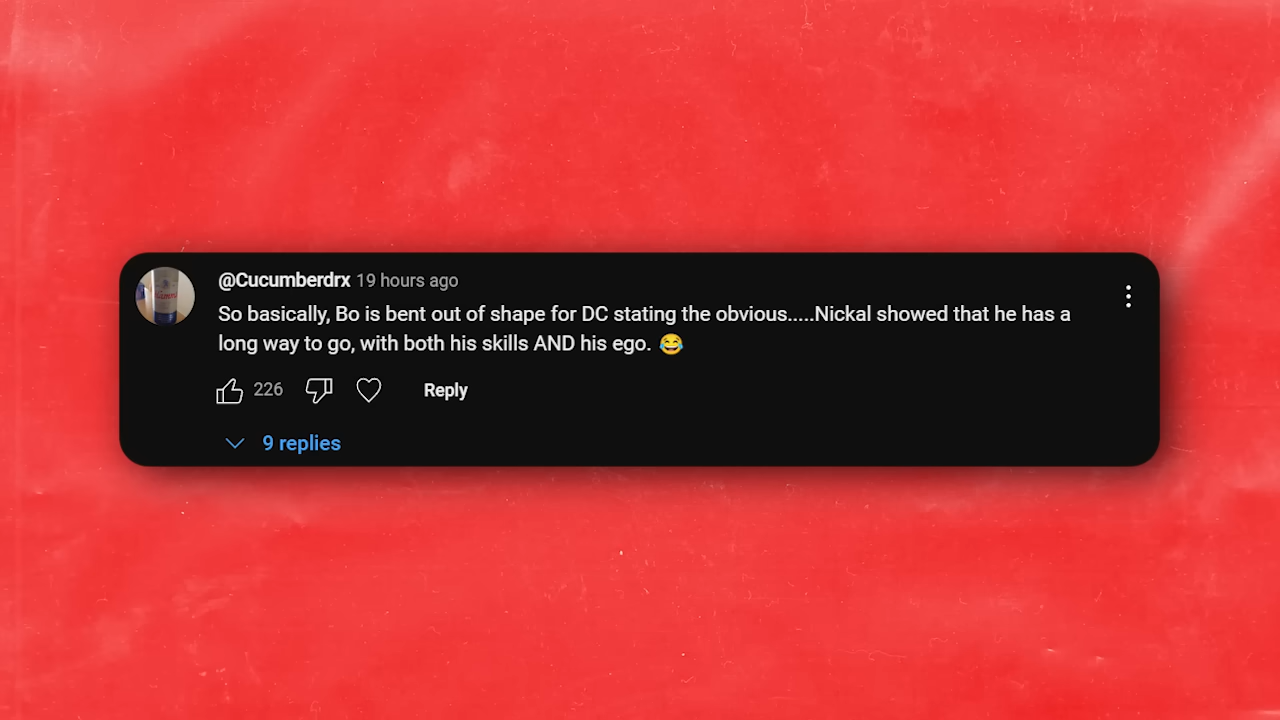 @Cucumberdrx 19 hours ago
So basically, Bo is bent out of shape for DC stating the obvious.....Nickal showed that he has a
long way to go, with both his skills AND his ego. 😂
226 Reply
9 replies